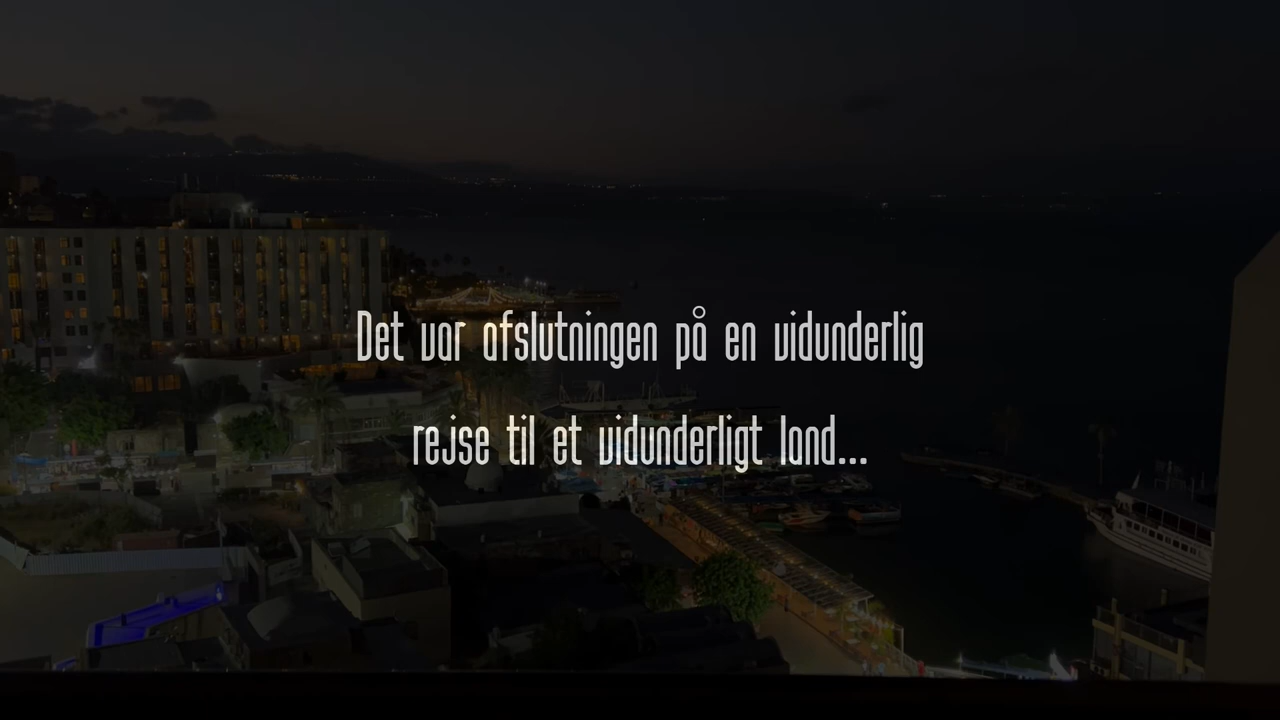 Det var afslutningen på en vidunderlig
rejse til et vidunderligt land...